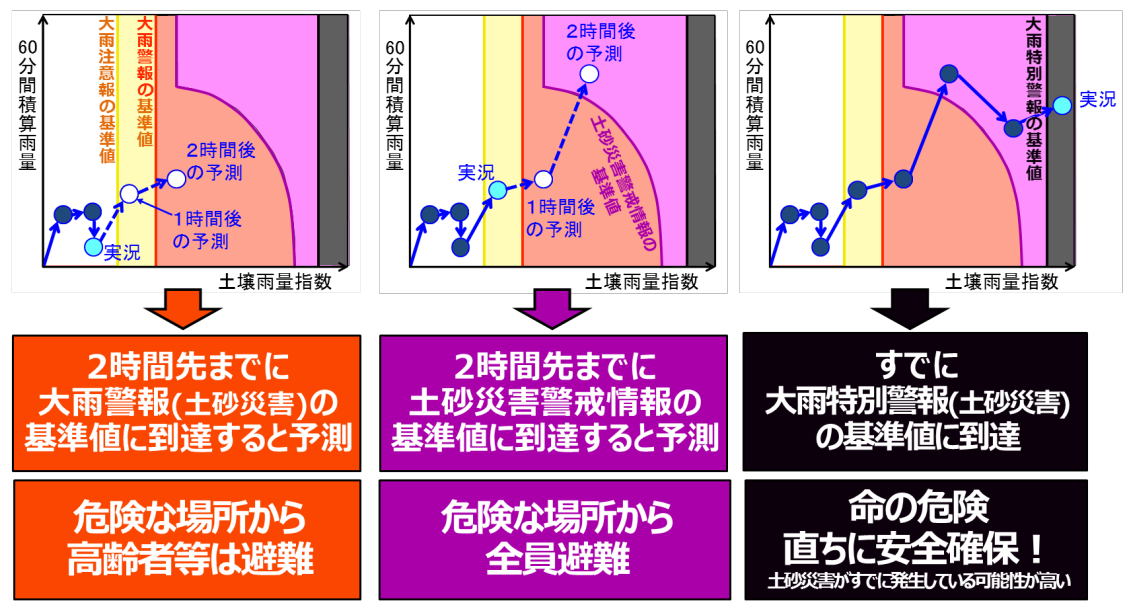 60分間積算雨量
大雨注意報の基準値
大雨警報の基準値
2時間後
の予測
1時間後
の予測
実況
土壌雨量指数
2時間先までに
大雨警報(土砂災害)の
基準値に到達すると予測
危険な場所から
高齢者等は避難
60分間積算雨量
2時間後
の予測
実況
1時間後
の予測
土砂災害警戒情報の
基準値
土壌雨量指数
2時間先までに
土砂災害警戒情報の
基準値に到達すると予測
危険な場所から
全員避難
60分間積算雨量
大雨特別警報の基準値
実況
土壌雨量指数
すでに
大雨特別警報(土砂災害)
の基準値に到達
命の危険
直ちに安全確保！
土砂災害がすでに発生している可能性が高い